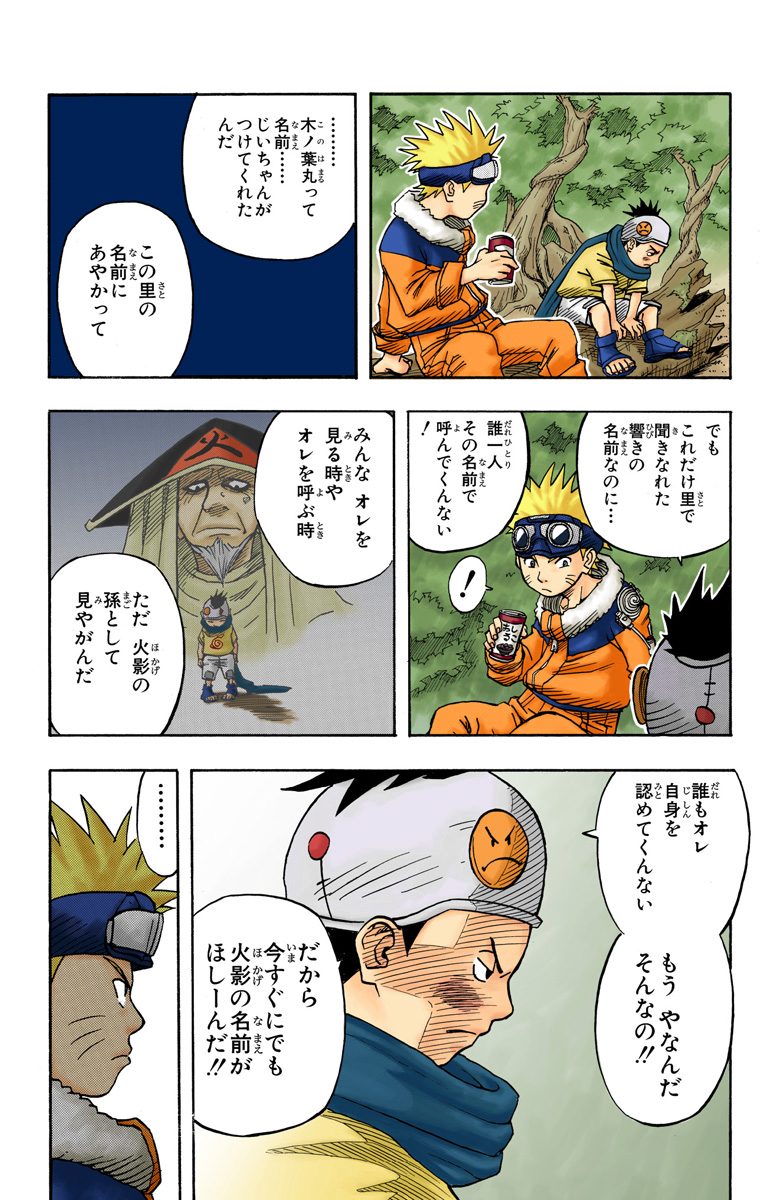 ………
木ノ葉丸って
名前……
じいちゃんが
つけてくれた
んだ
この里の
名前に
あやかって
でも
これだけ里で
聞きなれた
響きの
名前なのに…
誰一人
その名前で
呼んでくんない
!
!
しるこ
あずき
みんな オレを
見る時や
オレを呼ぶ時
火
ただ 火影の
孫として
見やがんだ
誰もオレ
自身を
認めてくんない
もう やなんだ
そんなの!!
だから
今すぐにでも
火影の名前が
ほしーんだ!!
………